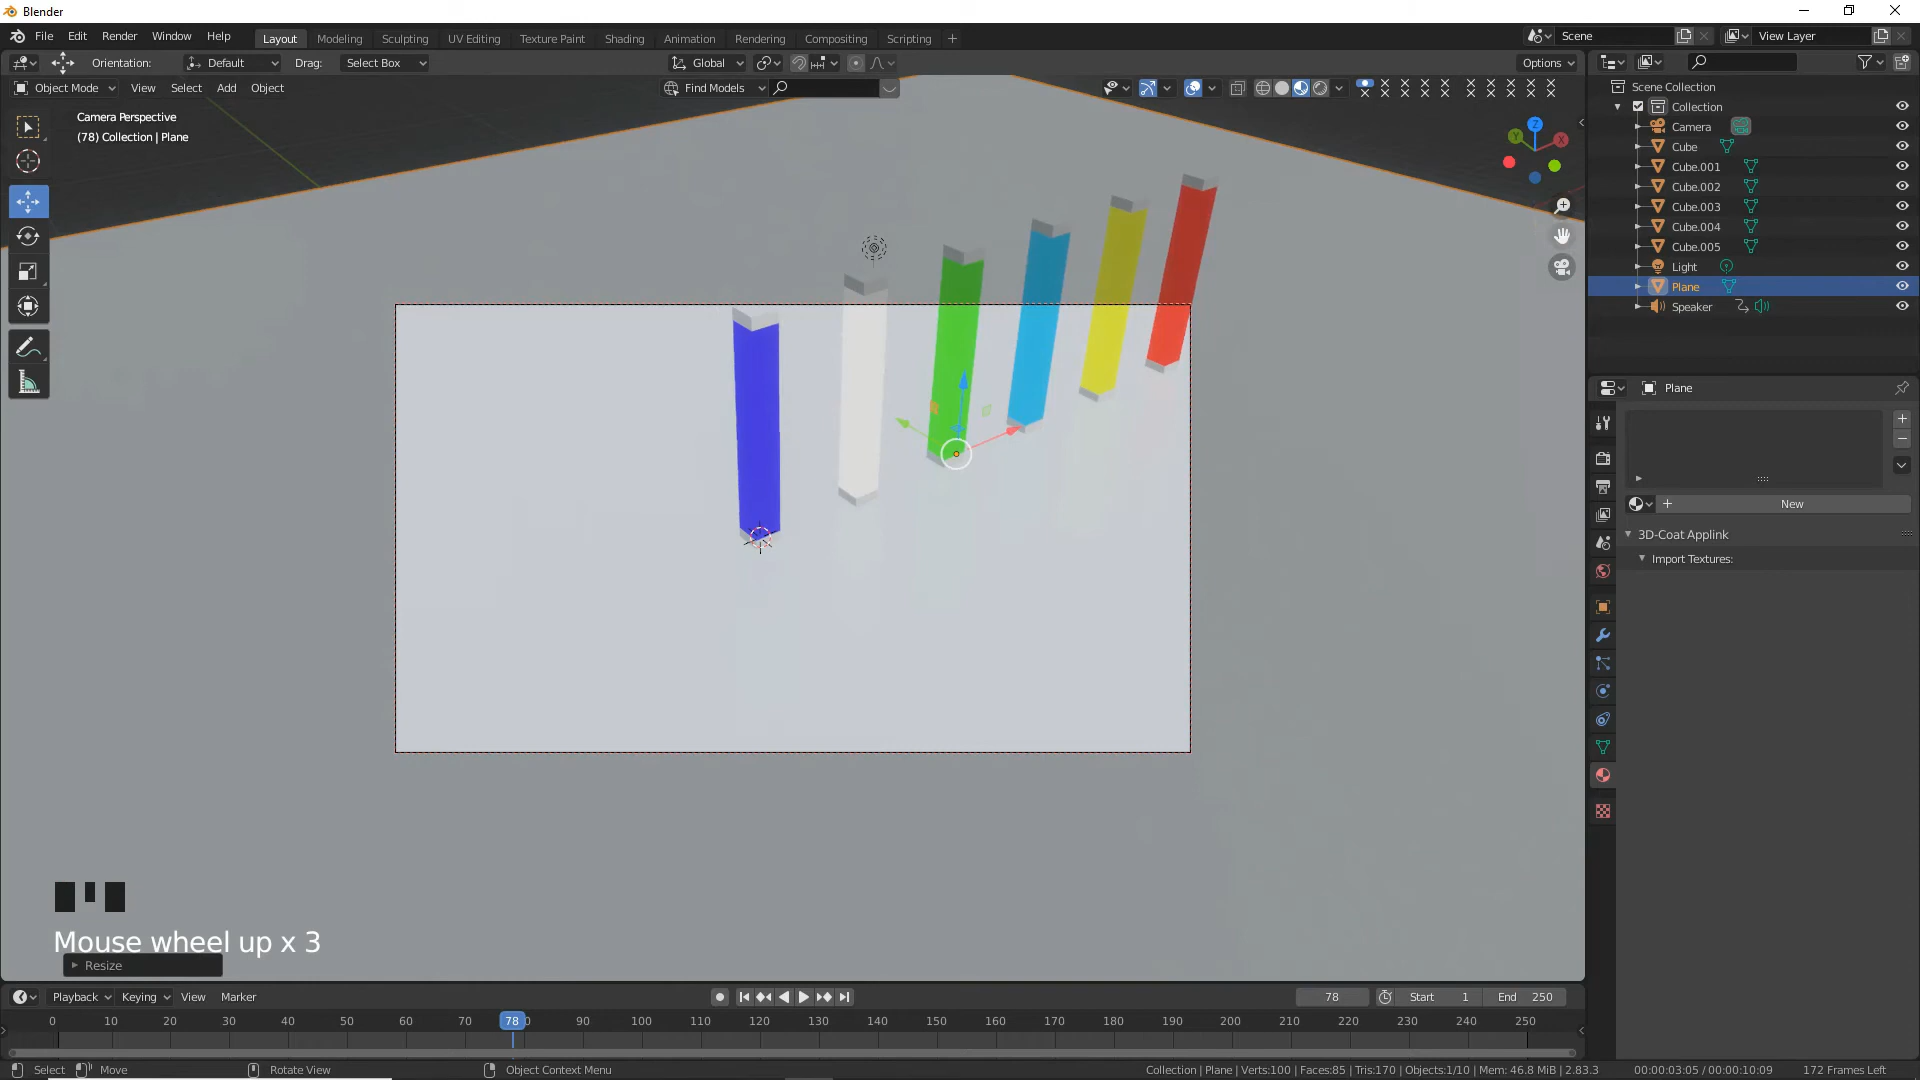 Blender
File Edit Render Window Help
Layout Modeling Sculpting UV Editing Texture Paint Shading Animation Rendering Compositing Scripting +
Scene
View Layer
Orientation: Default Drag: Select Box
Global
Options
Object Mode View Select Add Object
Find Models
Camera Perspective
(78) Collection | Plane
Z
Y
X
Scene Collection
Collection
Camera
Cube
Cube.001
Cube.002
Cube.003
Cube.004
Cube.005
Light
Plane
Speaker
Plane
New
3D-Coat Applink
Import Textures:
Mouse wheel up x 3
Resize
Playback Keying View Marker
78 Start 1 End 250
0 10 20 30 40 50 60 70 78 90 100 110 120 130 140 150 160 170 180 190 200 210 220 230 240 250
Select Move Rotate View Object Context Menu
Collection | Plane | Verts:100 | Faces:85 | Tris:170 | Objects:1/10 | Mem: 46.8 MiB | 2.83.3 00:00:03:05 / 00:00:10:09 172 Frames Left